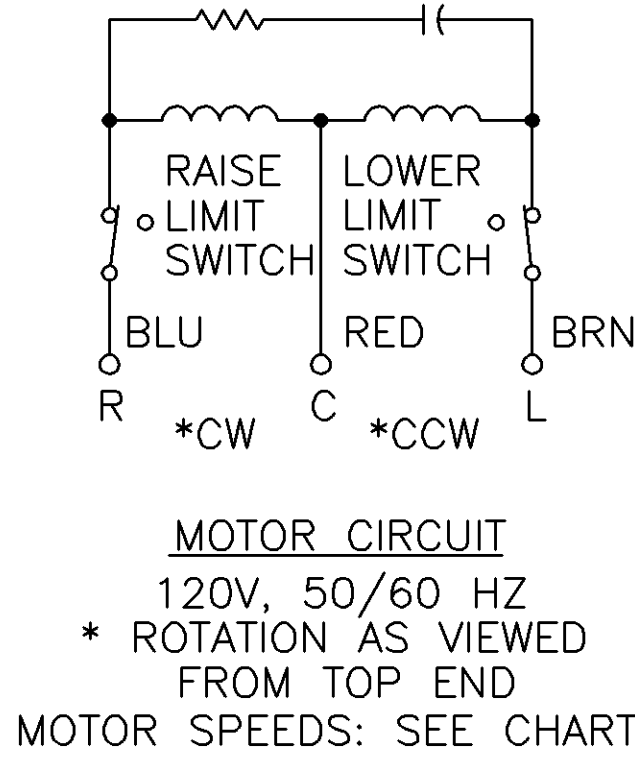 RAISE LOWER
LIMIT LIMIT
SWITCH SWITCH
BLU RED BRN
R C L
*CW *CCW
MOTOR CIRCUIT
120V, 50/60 HZ
* ROTATION AS VIEWED
FROM TOP END
MOTOR SPEEDS: SEE CHART